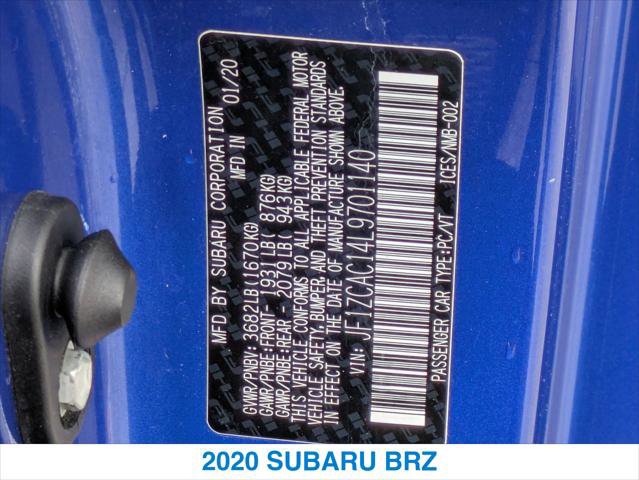 MFD BY SUBARU CORPORATION
MFD IN 01/20
GVWR/PNBV: 3682LB(1670KG)
GAWR/PNBE:FRONT- 1931LB( 876KG)
GAWR/PNBE:REAR - 2079LB( 943KG)
THIS VEHICLE CONFORMS TO ALL APPLICABLE FEDERAL MOTOR
VEHICLE SAFETY,BUMPER,AND THEFT PREVENTION STANDARDS
IN EFFECT ON THE DATE OF MANUFACTURE SHOWN ABOVE.
VIN: JF1ZCAC14L9701140
PASSENGER CAR TYPE:PC/VT ICES/NMB-002
2020 SUBARU BRZ